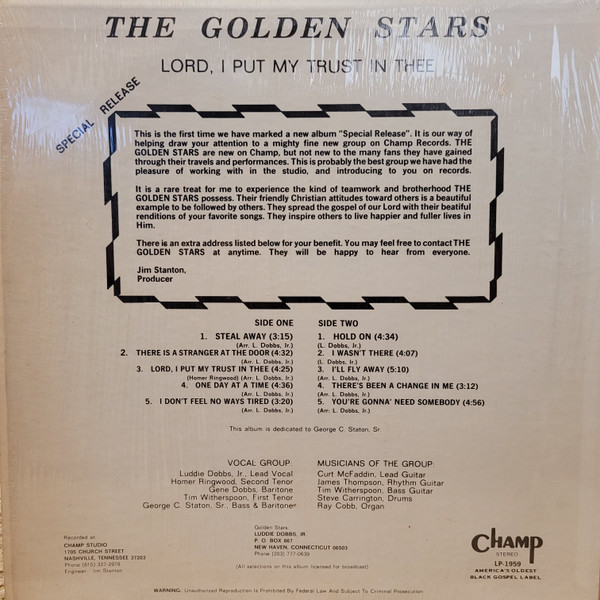 THE GOLDEN STARS
LORD, I PUT MY TRUST IN THEE
SPECIAL RELEASE
This is the first time we have marked a new album "Special Release". It is our way of
helping draw your attention to a mighty fine new group on Champ Records. THE
GOLDEN STARS are new on Champ, but not new to the many fans they have gained
through their travels and performances. This is probably the best group we have had the
pleasure of working with in the studio, and introducing to you on records.
It is a rare treat for me to experience the kind of teamwork and brotherhood THE
GOLDEN STARS possess. Their friendly Christian attitudes toward others is a beautiful
example to be followed by others. They spread the gospel of our Lord with their beatiful
renditions of your favorite songs. They inspire others to live happier and fuller lives in
Him.
There is an extra address listed below for your benefit. You may feel free to contact THE
GOLDEN STARS at anytime. They will be happy to hear from everyone.
Jim Stanton,
Producer
SIDE ONE
1. STEAL AWAY (3:15)
(Arr. L. Dobbs, Jr.)
2. THERE IS A STRANGER AT THE DOOR (4:32)
(Arr. L. Dobbs, Jr.)
3. LORD, I PUT MY TRUST IN THEE (4:25)
(Homer Ringwood) (Arr. L. Dobbs, Jr.)
4. ONE DAY AT A TIME (4:36)
(Arr. L. Dobbs, Jr.)
5. I DON'T FEEL NO WAYS TIRED (3:20)
(Arr. L. Dobbs, Jr.)
SIDE TWO
1. HOLD ON (4:34)
(L. Dobbs, Jr.)
2. I WASN'T THERE (4:07)
(L. Dobbs, Jr.)
3. I'LL FLY AWAY (5:10)
(Arr. L. Dobbs, Jr.)
4. THERE'S BEEN A CHANGE IN ME (3:12)
(Arr. L. Dobbs, Jr.)
5. YOU'RE GONNA' NEED SOMEBODY (4:56)
(Arr. L. Dobbs, Jr.)
This album is dedicated to George C. Staton, Sr.
VOCAL GROUP:
Luddie Dobbs, Jr., Lead Vocal
Homer Ringwood, Second Tenor
Gene Dobbs, Baritone
Tim Witherspoon, First Tenor
George C. Staton, Sr., Bass & Baritone
MUSICIANS OF THE GROUP:
Curt McFaddin, Lead Guitar
James Thompson, Rhythm Guitar
Tim Witherspoon, Bass Guitar
Steve Carrington, Drums
Ray Cobb, Organ
Recorded at
CHAMP STUDIO
1705 CHURCH STREET
NASHVILLE, TENNESSEE 37203
Phone (615) 327-2979
Engineer: Jim Stanton
Golden Stars:
LUDDIE DOBBS, JR
P. O. BOX 667
NEW HAVEN, CONNECTICUT 06503
Phone (203) 777-0639
(All selections on this album licensed for broadcast)
CHAMP
STEREO
LP-1959
AMERICA'S OLDEST
BLACK GOSPEL LABEL
WARNING: Unauthorized Reproduction Is Prohibited By Federal Law And Subject To Criminal Prosecution